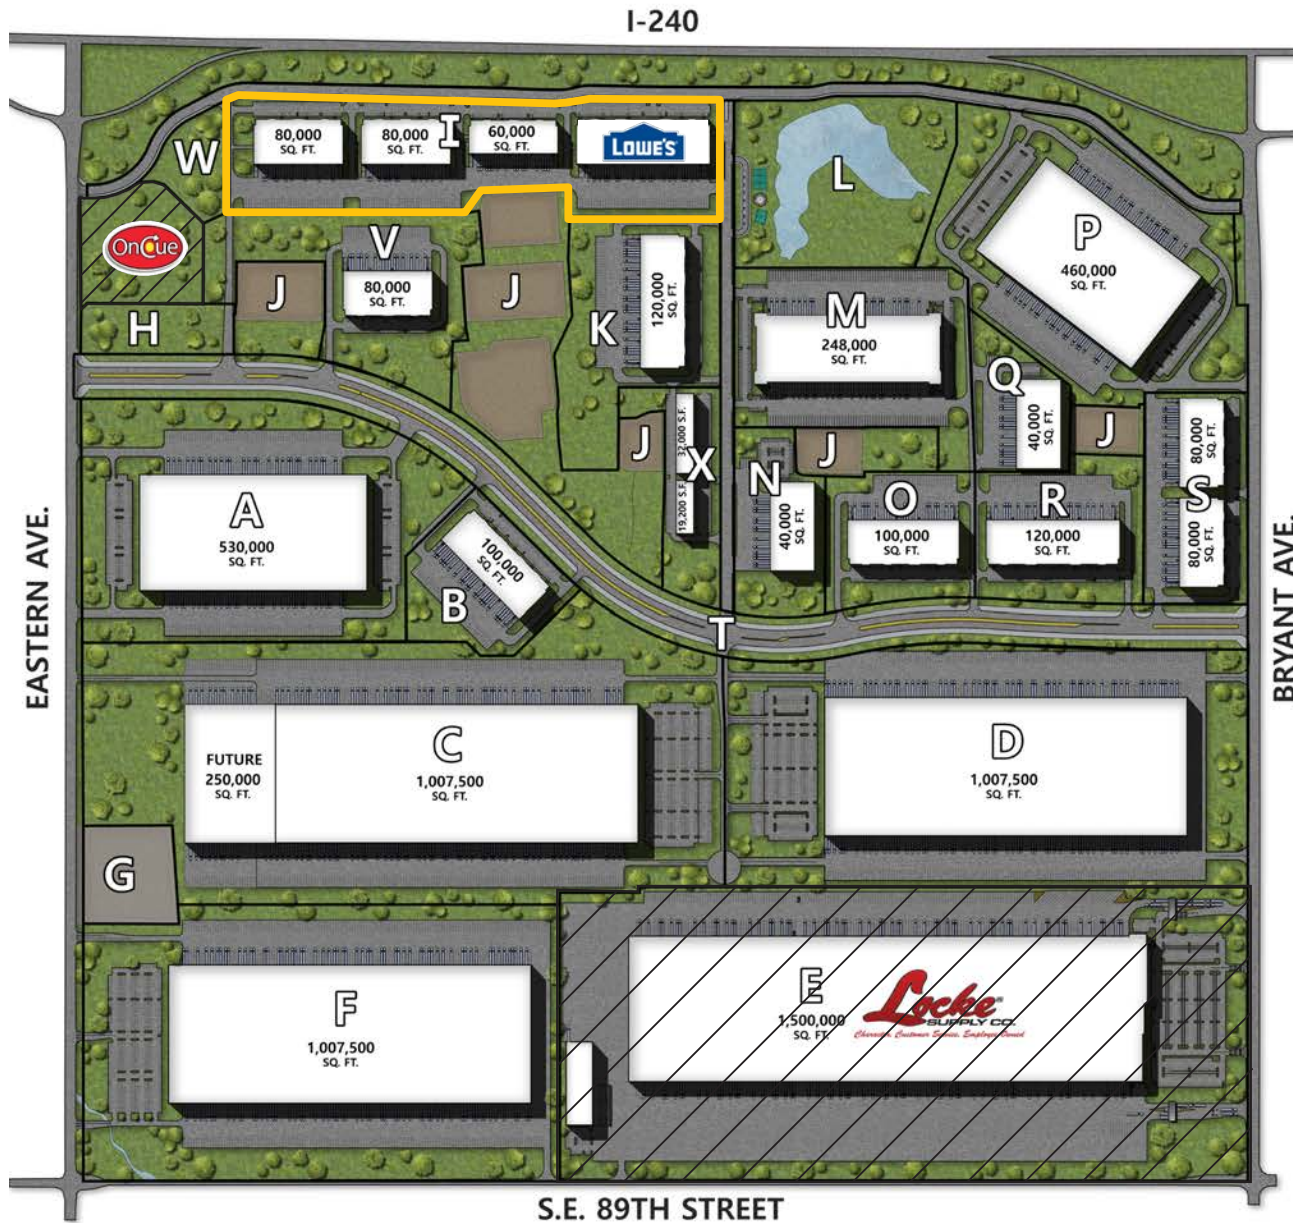 I-240
80,000
SQ. FT.
80,000
SQ. FT.
I
60,000
SQ. FT.
LOWE'S
W
L
OnCue
V
80,000
SQ. FT.
P
460,000
SQ. FT.
J
J
H
K
120,000
SQ. FT.
M
248,000
SQ. FT.
Q
40,000
SQ. FT.
J
32,000 S.F.
X
19,200 S.F.
J
J
80,000
SQ. FT.
S
80,000
SQ. FT.
N
40,000
SQ. FT.
O
100,000
SQ. FT.
R
120,000
SQ. FT.
A
530,000
SQ. FT.
100,000
SQ. FT.
B
EASTERN AVE.
BRYANT AVE.
T
FUTURE
250,000
SQ. FT.
C
1,007,500
SQ. FT.
D
1,007,500
SQ. FT.
G
F
1,007,500
SQ. FT.
E
1,500,000
SQ. FT.
Locke
SUPPLY CO.
Character, Customer Service, Employee Owned
S.E. 89TH STREET